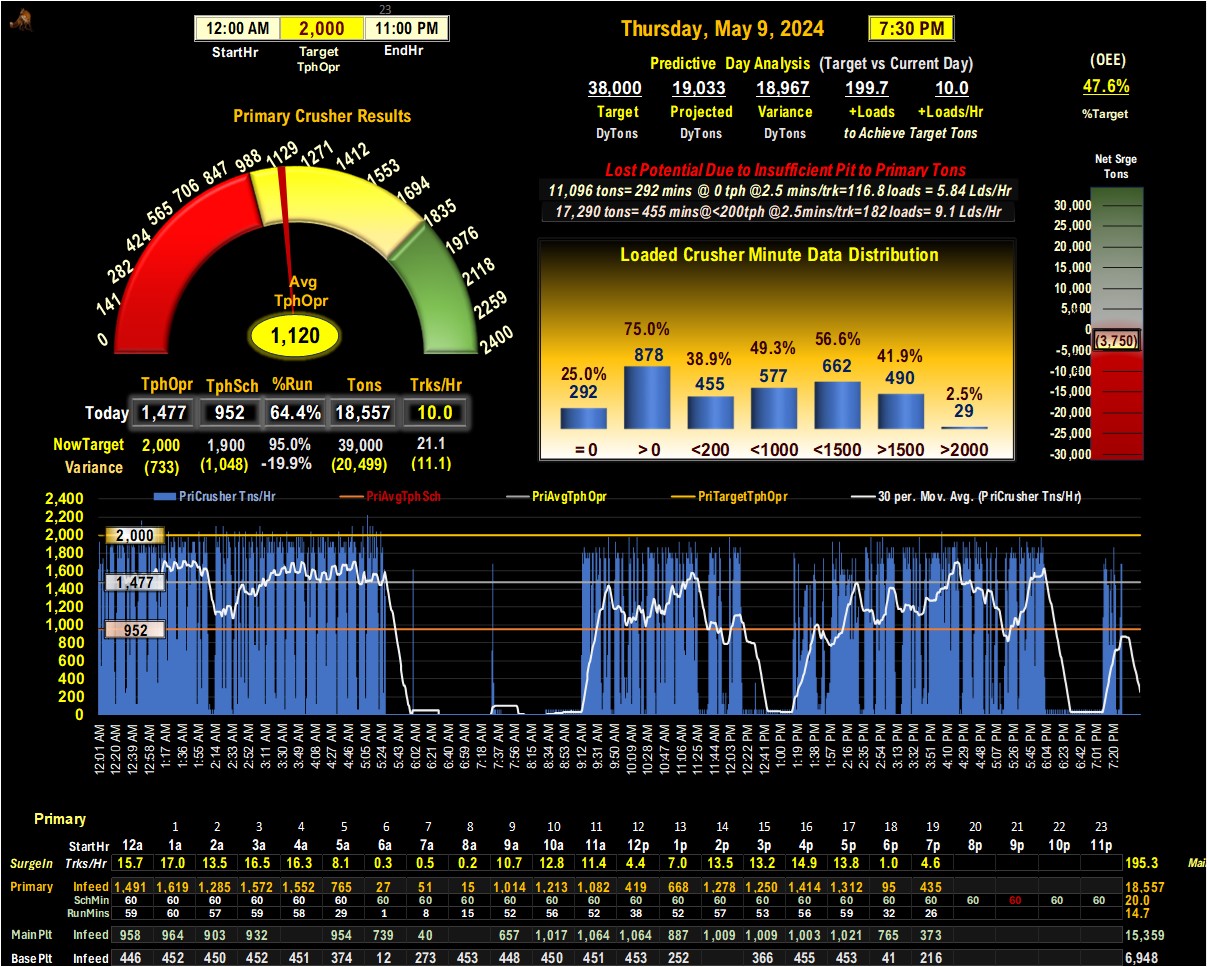 23
12:00 AM 2,000 11:00 PM
StartHr Target TphOpr EndHr
Thursday, May 9, 2024 7:30 PM
Predictive Day Analysis (Target vs Current Day)
38,000 19,033 18,967 199.7 10.0
Target Projected Variance +Loads +Loads/Hr
DyTons DyTons DyTons to Achieve Target Tons
(OEE)
47.6%
%Target
Lost Potential Due to Insufficient Pit to Primary Tons
11,096 tons= 292 mins @ 0 tph @2.5 mins/trk=116.8 loads = 5.84 Lds/Hr
17,290 tons= 455 mins@<200tph @2.5mins/trk=182 loads= 9.1 Lds/Hr
Primary Crusher Results
0 141 282 424 565 706 847 988 1129 1271 1412 1553 1694 1835 1976 2118 2259 2400
Avg
TphOpr
1,120
TphOpr TphSch %Run Tons Trks/Hr
Today 1,477 952 64.4% 18,557 10.0
NowTarget 2,000 1,900 95.0% 39,000 21.1
Variance (733) (1,048) -19.9% (20,499) (11.1)
Loaded Crusher Minute Data Distribution
25.0% 75.0% 38.9% 49.3% 56.6% 41.9% 2.5%
292 878 455 577 662 490 29
=0 >0 <200 <1000 <1500 >1500 >2000
Net Srge
Tons
30,000
25,000
20,000
15,000
10,000
5,000
0
(3,750)
-5,000
-10,000
-15,000
-20,000
-25,000
-30,000
PriCrusher Tns/Hr PriAvgTphSch PriAvgTphOpr PriTargetTphOpr 30 per. Mov. Avg. (PriCrusher Tns/Hr)
2,400
2,200
2,000 2,000
1,800
1,600
1,400 1,477
1,200
1,000
800 952
600
400
200
0
12:01 AM 12:20 AM 12:39 AM 12:58 AM 1:17 AM 1:36 AM 1:55 AM 2:14 AM 2:33 AM 2:52 AM 3:11 AM 3:30 AM 3:49 AM 4:08 AM 4:27 AM 4:46 AM 5:05 AM 5:24 AM 5:43 AM 6:02 AM 6:21 AM 6:40 AM 6:59 AM 7:18 AM 7:37 AM 7:56 AM 8:15 AM 8:34 AM 8:53 AM 9:12 AM 9:31 AM 9:50 AM 10:09 AM 10:28 AM 10:47 AM 11:06 AM 11:25 AM 11:44 AM 12:03 PM 12:22 PM 12:41 PM 1:00 PM 1:19 PM 1:38 PM 1:57 PM 2:16 PM 2:35 PM 2:54 PM 3:13 PM 3:32 PM 3:51 PM 4:10 PM 4:29 PM 4:48 PM 5:07 PM 5:26 PM 5:45 PM 6:04 PM 6:23 PM 6:42 PM 7:01 PM 7:20 PM
Primary
1 2 3 4 5 6 7 8 9 10 11 12 13 14 15 16 17 18 19 20 21 22 23
StartHr 12a 1a 2a 3a 4a 5a 6a 7a 8a 9a 10a 11a 12p 1p 2p 3p 4p 5p 6p 7p 8p 9p 10p 11p
SurgeIn Trks/Hr 15.7 17.0 13.5 16.5 16.3 8.1 0.3 0.5 0.2 10.7 12.8 11.4 4.4 7.0 13.5 13.2 14.9 13.8 1.0 4.6 195.3
Primary Infeed 1,491 1,619 1,285 1,572 1,552 765 27 51 15 1,014 1,213 1,082 419 668 1,278 1,250 1,414 1,312 95 435 18,557
SchMin 60 60 60 60 60 60 60 60 60 60 60 60 60 60 60 60 60 60 60 60 60 60 60 60 20.0
RunMins 59 60 57 59 58 29 1 8 15 52 56 52 38 52 57 53 56 59 32 26 14.7
MainPlt Infeed 958 964 903 932 954 739 40 657 1,017 1,064 1,064 887 1,009 1,009 1,003 1,021 765 373 15,359
BasePlt Infeed 446 452 450 452 451 374 12 273 453 448 450 451 453 252 366 455 453 41 216 6,948